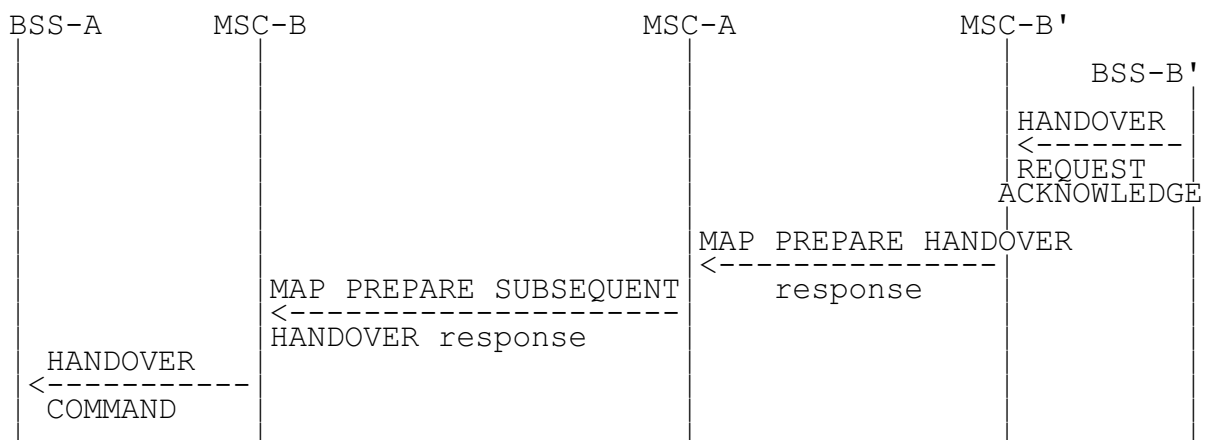 BSS-A MSC-B MSC-A MSC-B'
BSS-B'
HANDOVER
REQUEST
ACKNOWLEDGE
MAP PREPARE HANDOVER
response
MAP PREPARE SUBSEQUENT
HANDOVER response
HANDOVER
COMMAND